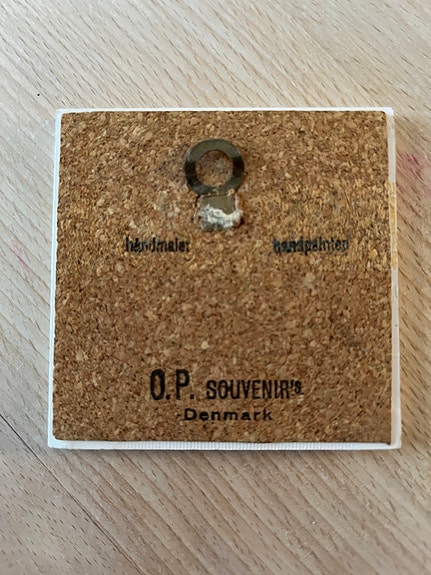 håndmalet handpainted
O.P. SOUVENIR's
Denmark